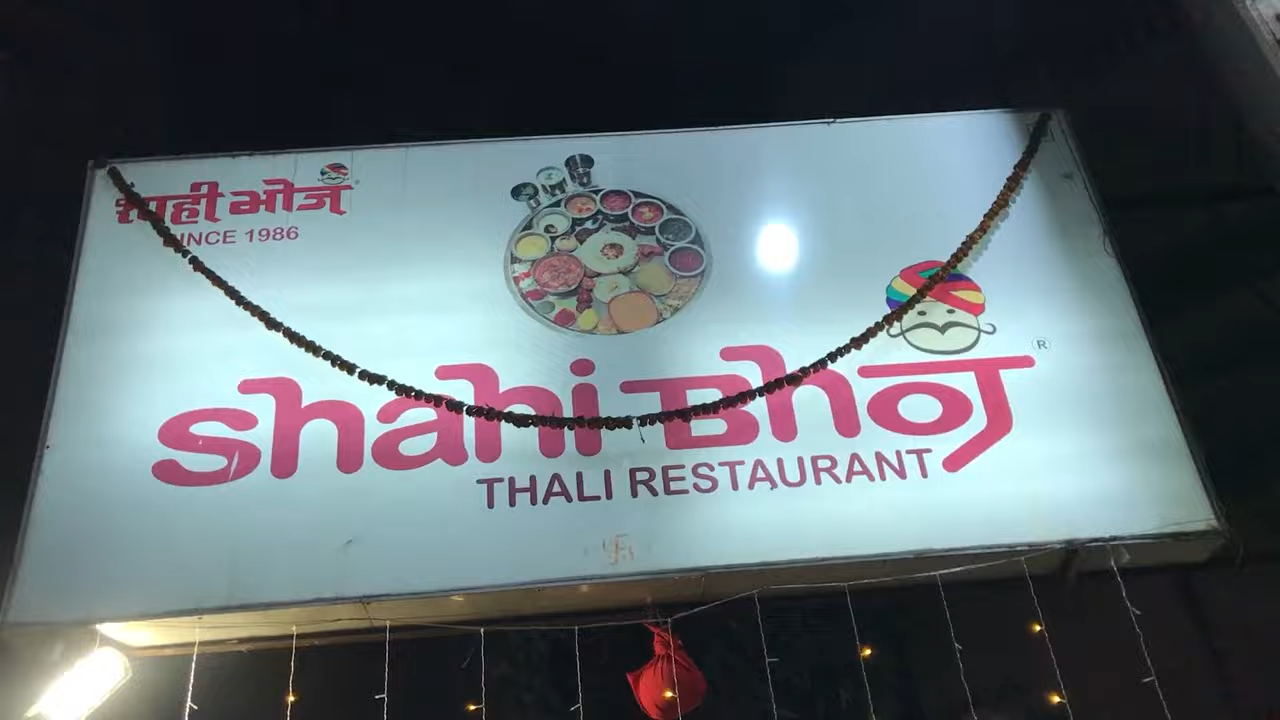 शाही भोज
SINCE 1986
shahi Bhoj ®
THALI RESTAURANT